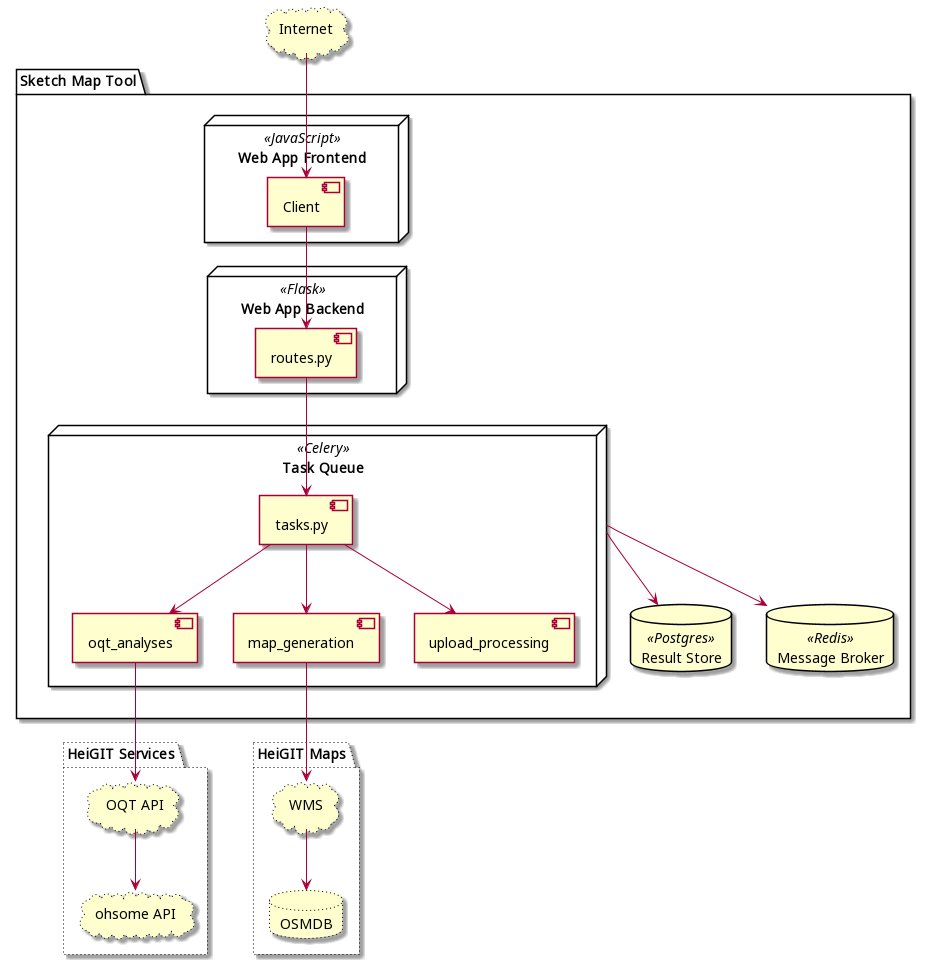 Internet
Sketch Map Tool
«JavaScript»
Web App Frontend
Client
«Flask»
Web App Backend
routes.py
«Celery»
Task Queue
tasks.py
oqt_analyses
map_generation
upload_processing
«Postgres»
Result Store
«Redis»
Message Broker
HeiGIT Services
OQT API
ohsome API
HeiGIT Maps
WMS
OSMDB